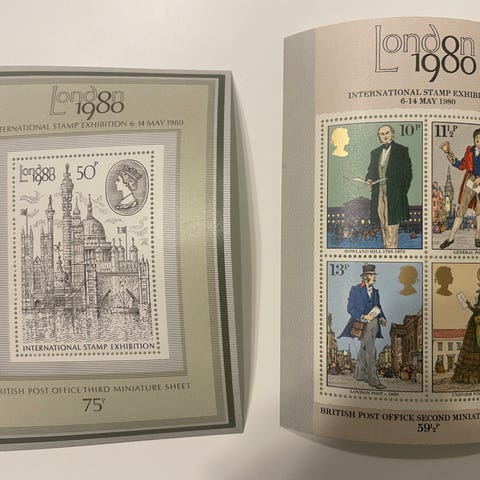 London
1980
INTERNATIONAL STAMP EXHIBITION 6-14 MAY 1980
London
1980
50P
INTERNATIONAL STAMP EXHIBITION
BRITISH POST OFFICE THIRD MINIATURE SHEET
75P
London
1980
INTERNATIONAL STAMP
6-14 MAY 1980
10P
11½P
ROWLAND HILL 1795-1879
GENERAL
13P
LONDON POST c. 1839
UNIFORM
BRITISH POST OFFICE SECOND
59½P